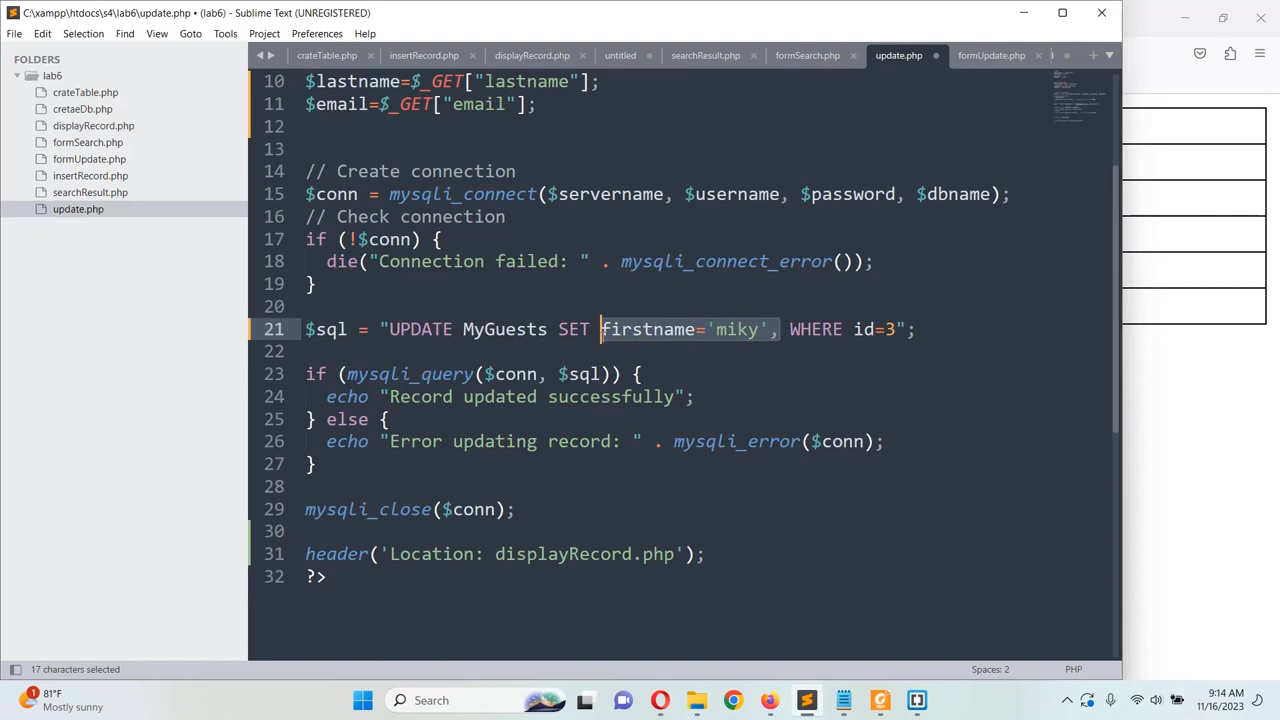 C:\xampp\htdocs\s4\lab6\update.php • (lab6) - Sublime Text (UNREGISTERED)
File Edit Selection Find View Goto Tools Project Preferences Help
FOLDERS
lab6
crateTable.php
cretaeDb.php
displayRecord.php
formSearch.php
formUpdate.php
insertRecord.php
searchResult.php
update.php
crateTable.php insertRecord.php displayRecord.php untitled searchResult.php formSearch.php update.php formUpdate.php
10 $lastname=$_GET["lastname"];
11 $email=$_GET["email"];
12
13
14 // Create connection
15 $conn = mysqli_connect($servername, $username, $password, $dbname);
16 // Check connection
17 if (!$conn) {
18 die("Connection failed: " . mysqli_connect_error());
19 }
20
21 $sql = "UPDATE MyGuests SET firstname='miky', WHERE id=3";
22
23 if (mysqli_query($conn, $sql)) {
24 echo "Record updated successfully";
25 } else {
26 echo "Error updating record: " . mysqli_error($conn);
27 }
28
29 mysqli_close($conn);
30
31 header('Location: displayRecord.php');
32 ?>
17 characters selected Spaces: 2 PHP
1 81°F
Mostly sunny
Search
9:14 AM
11/16/2023